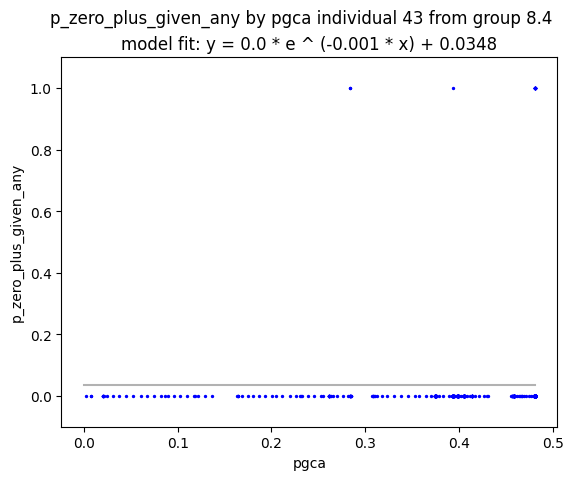 p_zero_plus_given_any by pgca individual 43 from group 8.4
model fit: y = 0.0 * e ^ (-0.001 * x) + 0.0348
1.0
0.8
0.6
0.4
0.2
0.0
p_zero_plus_given_any
0.0 0.1 0.2 0.3 0.4 0.5
pgca